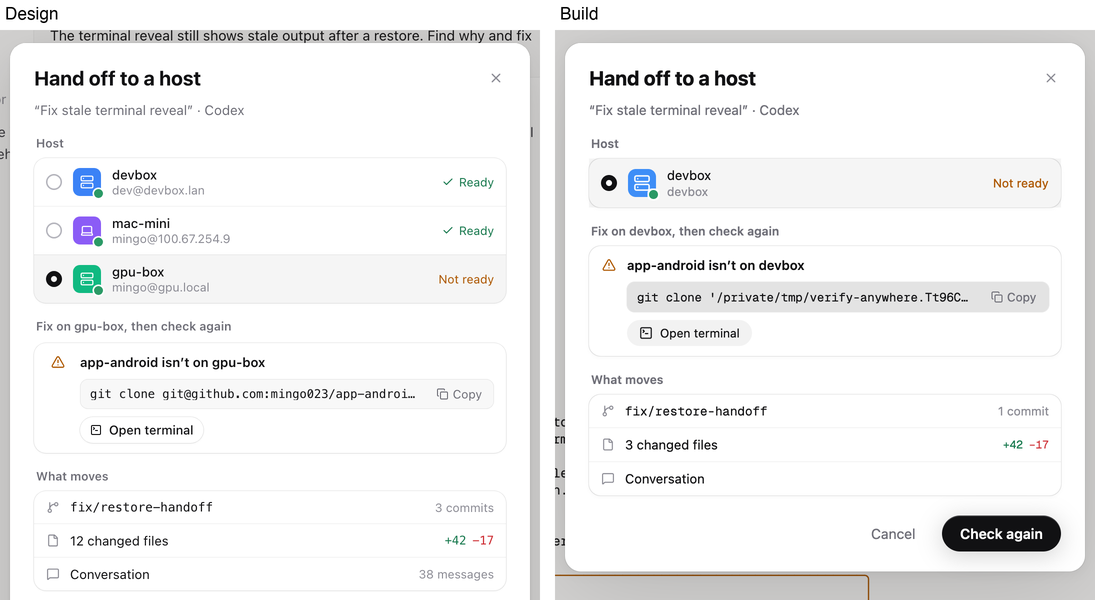 Design
The terminal reveal still shows stale output after a restore. Find why and fix
Hand off to a host
“Fix stale terminal reveal” · Codex
Host
devbox
dev@devbox.lan
Ready
mac-mini
mingo@100.67.254.9
Ready
gpu-box
mingo@gpu.local
Not ready
Fix on gpu-box, then check again
app-android isn’t on gpu-box
git clone git@github.com:mingo023/app-androi…
Copy
Open terminal
What moves
fix/restore-handoff
3 commits
12 changed files
+42 −17
Conversation
38 messages
Build
Hand off to a host
“Fix stale terminal reveal” · Codex
Host
devbox
devbox
Not ready
Fix on devbox, then check again
app-android isn’t on devbox
git clone '/private/tmp/verify-anywhere.Tt96C…
Copy
Open terminal
What moves
fix/restore-handoff
1 commit
3 changed files
+42 −17
Conversation
Cancel
Check again